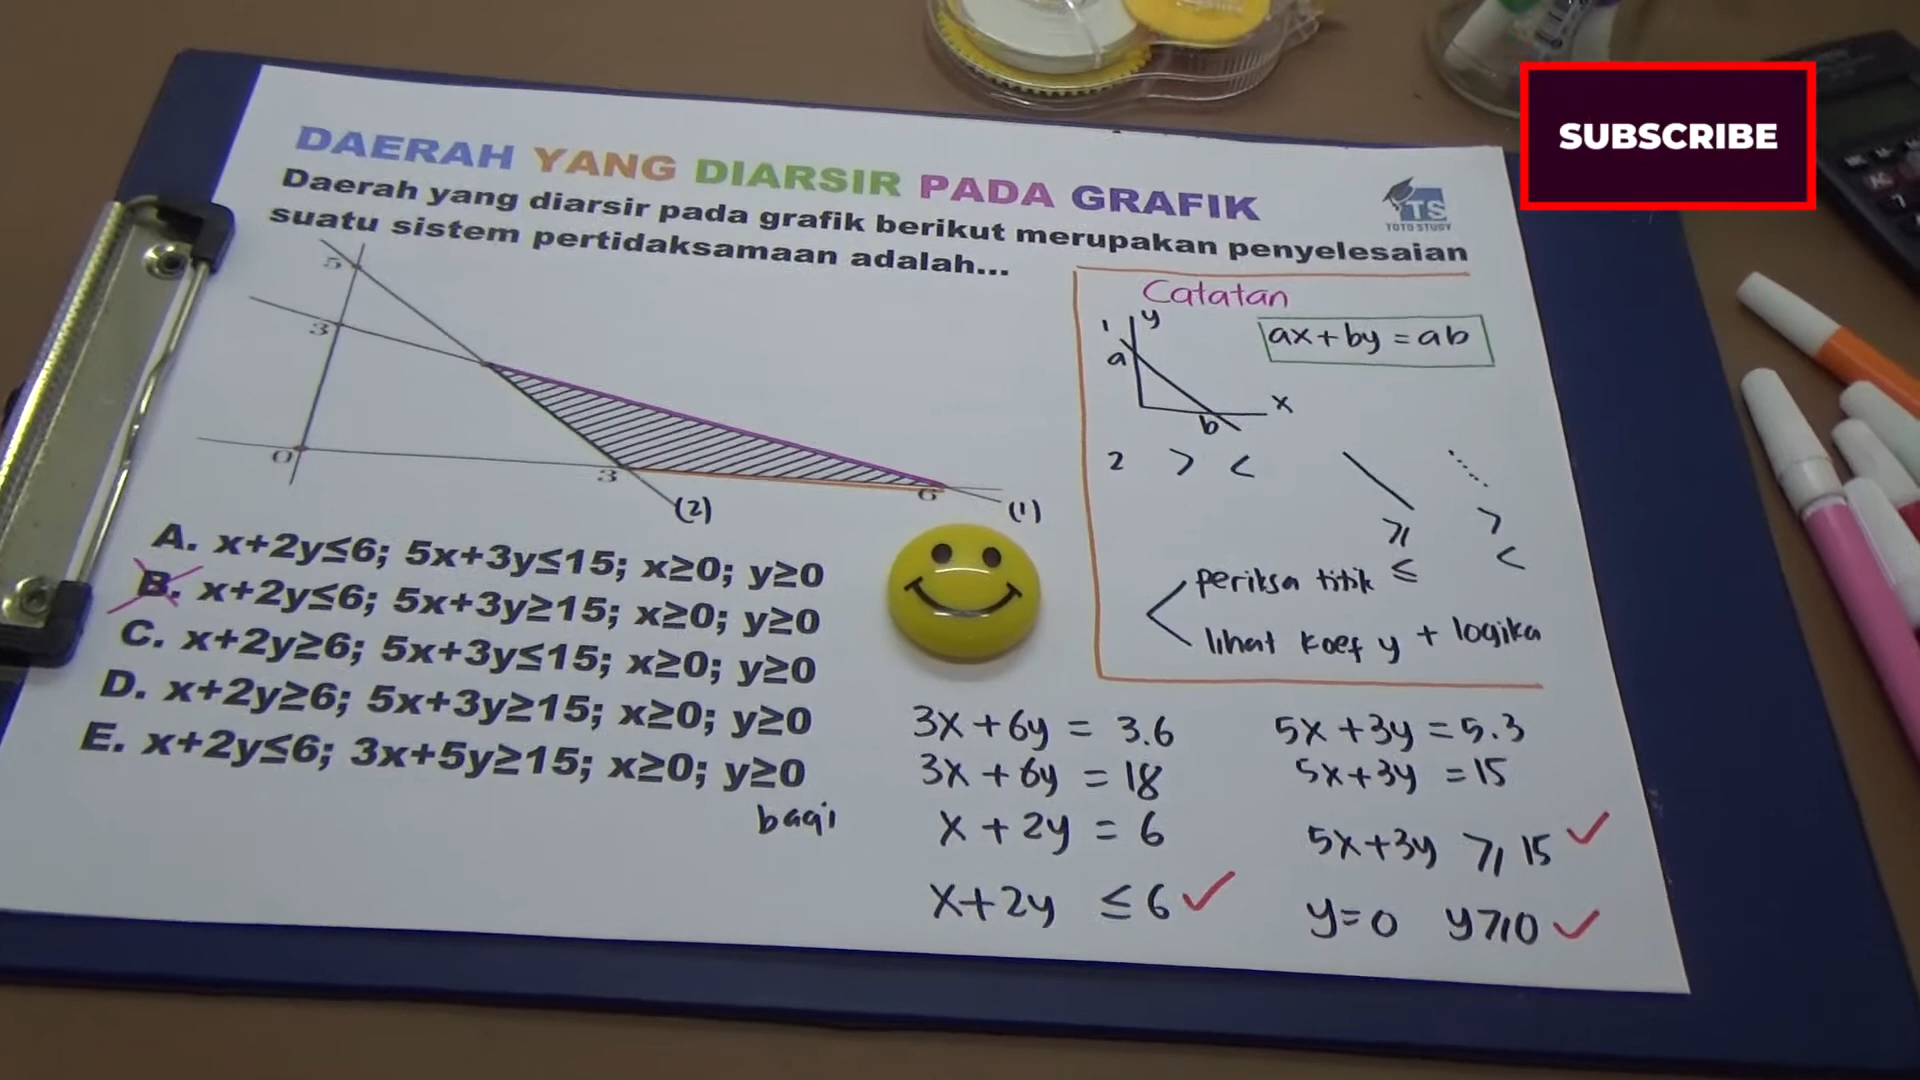 SUBSCRIBE
DAERAH YANG DIARSIR PADA GRAFIK
Daerah yang diarsir pada grafik berikut merupakan penyelesaian
suatu sistem pertidaksamaan adalah...
TS
TOTO STUDY
5
3
0
3
6
(2)
(1)
A. x+2y≤6; 5x+3y≤15; x≥0; y≥0
B. x+2y≤6; 5x+3y≥15; x≥0; y≥0
C. x+2y≥6; 5x+3y≤15; x≥0; y≥0
D. x+2y≥6; 5x+3y≥15; x≥0; y≥0
E. x+2y≤6; 3x+5y≥15; x≥0; y≥0
bagi
Catatan
1 y
a
b
x
ax+by = ab
2 > <
≥ >
≤ <
periksa titik
lihat koef y + logika
3x + 6y = 3.6
3x + 6y = 18
x + 2y = 6
x+2y ≤ 6 ✓
5x + 3y = 5.3
5x+3y = 15
5x+3y ≥ 15 ✓
y=0 y≥0 ✓